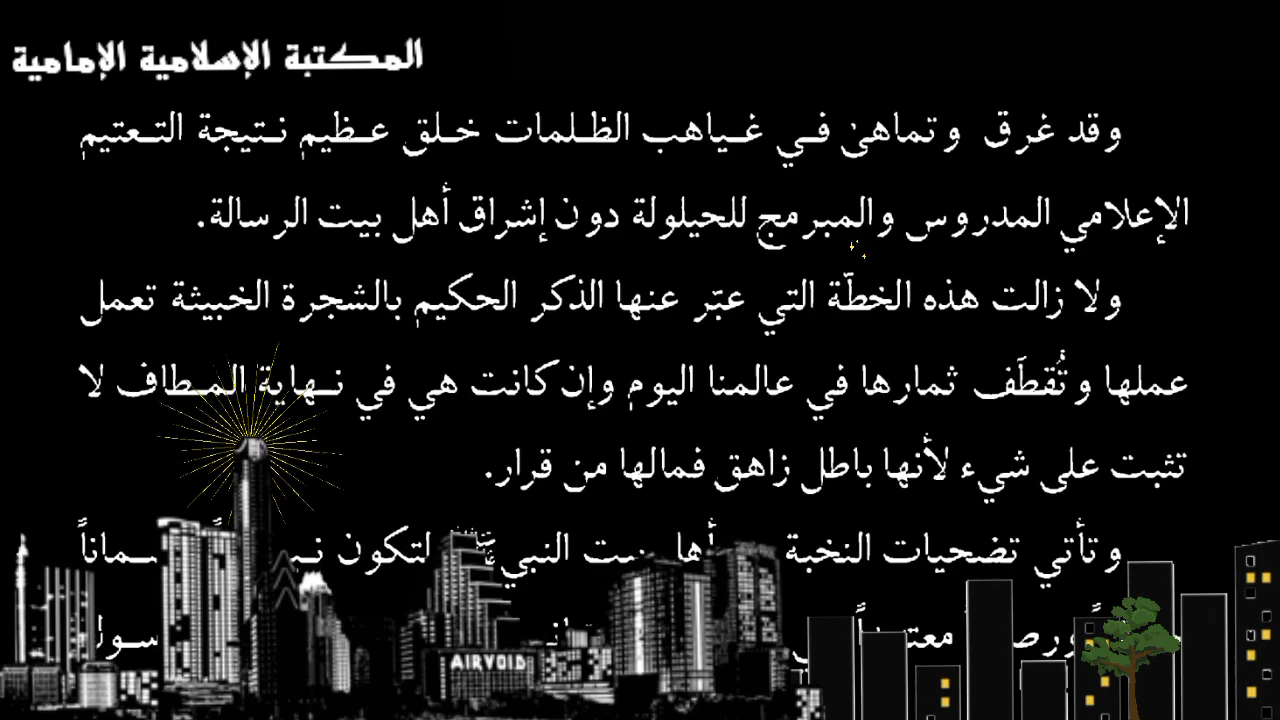 المكتبة الإسلامية الإمامية
وقد غرق وتماهىٰ في غياهب الظلمات خلق عظيم نتيجة التعتيم
الإعلامي المدروس والمبرمج للحيلولة دون إشراق أهل بيت الرسالة.
ولا زالت هذه الخطّة التي عبّر عنها الذكر الحكيم بالشجرة الخبيثة تعمل
عملها وتُقطَف ثمارها في عالمنا اليوم وإن كانت هي في نهاية المطاف لا
تثبت على شيء لأنها باطل زاهق فمالها من قرار.
وتأتي تضحيات النخبة النبي لتكون
AIRVOID